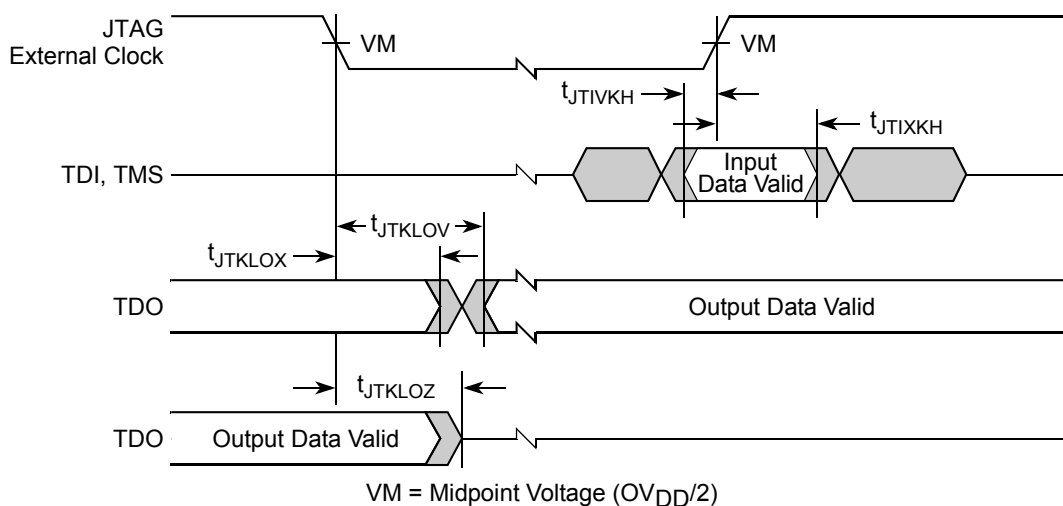 JTAG
External Clock
VM
VM
tJTIVKH
tJTIXKH
TDI, TMS
Input
Data Valid
tJTKLOV
tJTKLOX
TDO
Output Data Valid
tJTKLOZ
TDO
Output Data Valid
VM = Midpoint Voltage (OVDD/2)